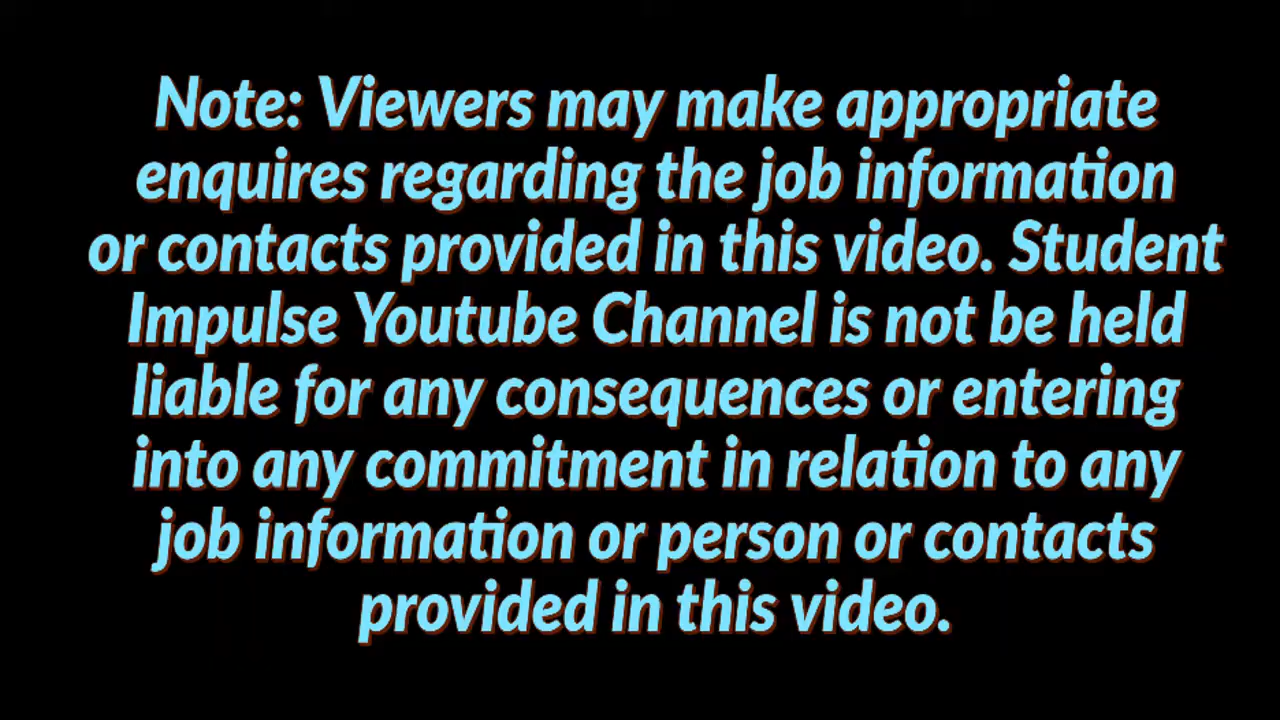 Note: Viewers may make appropriate
enquires regarding the job information
or contacts provided in this video. Student
Impulse Youtube Channel is not be held
liable for any consequences or entering
into any commitment in relation to any
job information or person or contacts
provided in this video.